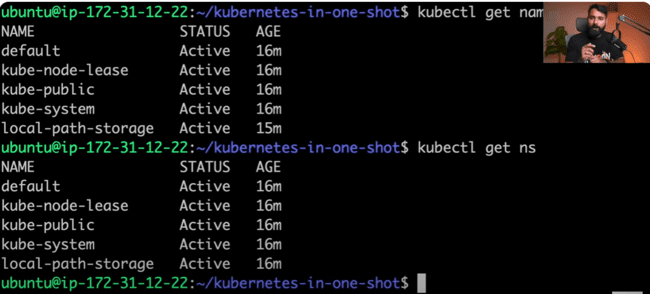 ubuntu@ip-172-31-12-22:~/kubernetes-in-one-shot$ kubectl get
NAME STATUS AGE
default Active 16m
kube-node-lease Active 16m
kube-public Active 16m
kube-system Active 16m
local-path-storage Active 15m
ubuntu@ip-172-31-12-22:~/kubernetes-in-one-shot$ kubectl get ns
NAME STATUS AGE
default Active 16m
kube-node-lease Active 16m
kube-public Active 16m
kube-system Active 16m
local-path-storage Active 16m
ubuntu@ip-172-31-12-22:~/kubernetes-in-one-shot$